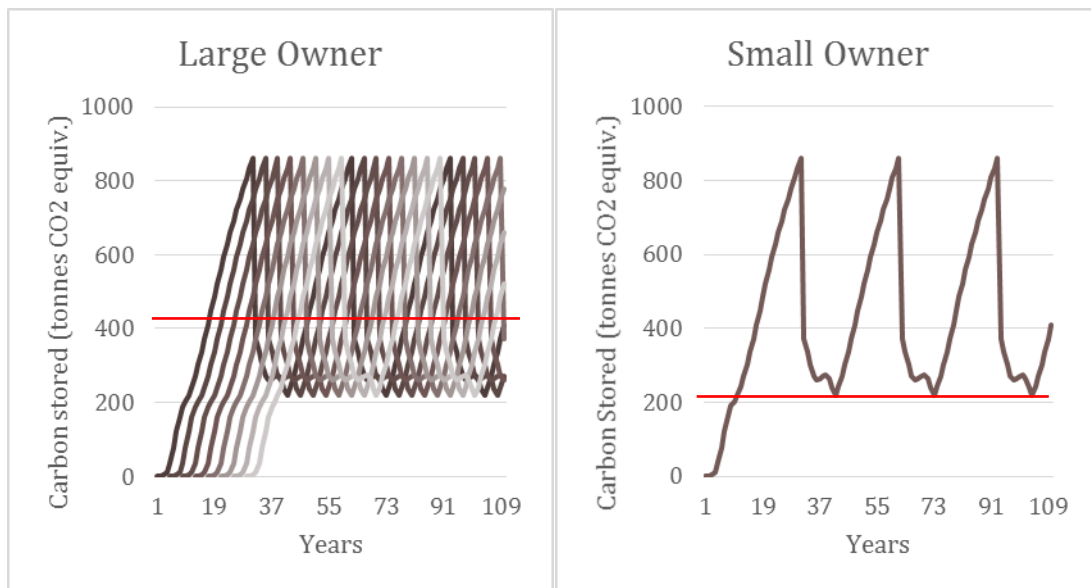 Large Owner
Carbon stored (tonnes CO2 equiv.)
1000
800
600
400
200
0
1 19 37 55 73 91 109
Years
Small Owner
Carbon Stored (tonnes CO2 equiv.)
1000
800
600
400
200
0
1 19 37 55 73 91 109
Years